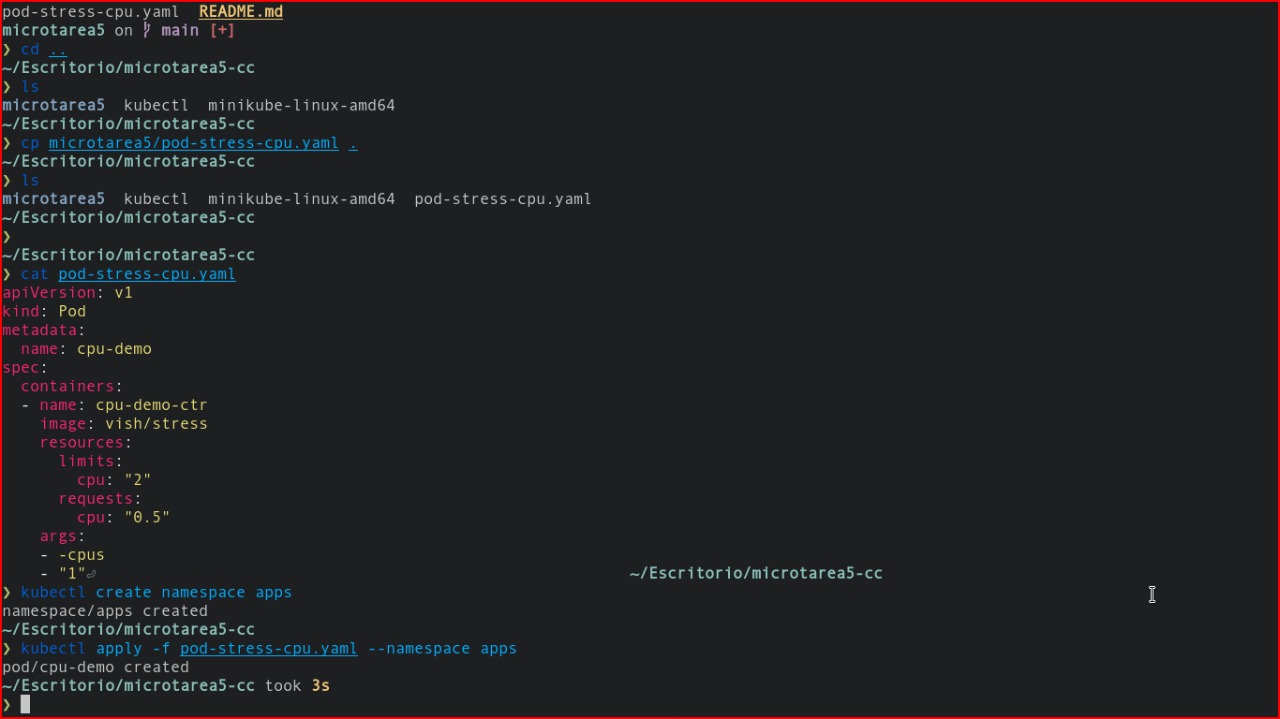 pod-stress-cpu.yaml  README.md
microtarea5 on  main [+]
❯ cd ..
~/Escritorio/microtarea5-cc
❯ ls
microtarea5  kubectl  minikube-linux-amd64
~/Escritorio/microtarea5-cc
❯ cp microtarea5/pod-stress-cpu.yaml .
~/Escritorio/microtarea5-cc
❯ ls
microtarea5  kubectl  minikube-linux-amd64  pod-stress-cpu.yaml
~/Escritorio/microtarea5-cc
❯
~/Escritorio/microtarea5-cc
❯ cat pod-stress-cpu.yaml
apiVersion: v1
kind: Pod
metadata:
  name: cpu-demo
spec:
  containers:
  - name: cpu-demo-ctr
    image: vish/stress
    resources:
      limits:
        cpu: "2"
      requests:
        cpu: "0.5"
    args:
    - -cpus
    - "1"⏎ ~/Escritorio/microtarea5-cc
❯ kubectl create namespace apps
namespace/apps created
~/Escritorio/microtarea5-cc
❯ kubectl apply -f pod-stress-cpu.yaml --namespace apps
pod/cpu-demo created
~/Escritorio/microtarea5-cc took 3s
❯